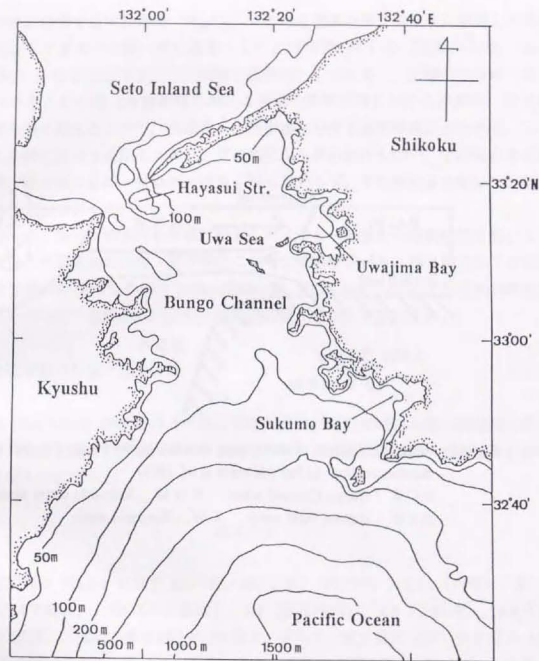 132°00'
132°20'
132°40'E
Seto Inland Sea
Shikoku
50m
Hayasui Str.
33°20'N
100m
Uwa Sea
Uwajima Bay
Bungo Channel
33°00'
Kyushu
Sukumo Bay
32°40'
50m
100m
200m
500m
1000m
1500m
Pacific Ocean